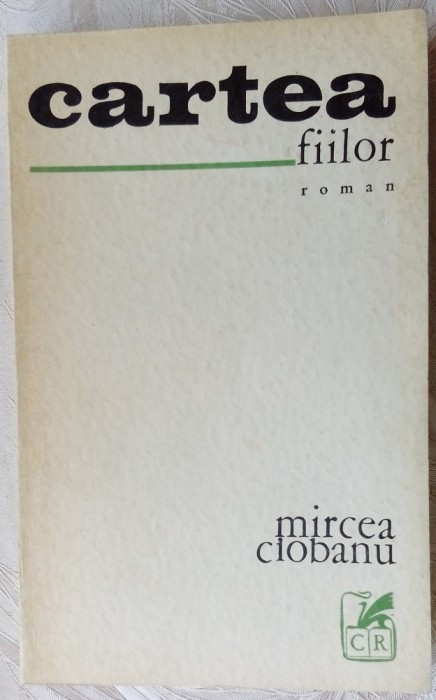 cartea
fiilor
roman
mircea
ciobanu
CR